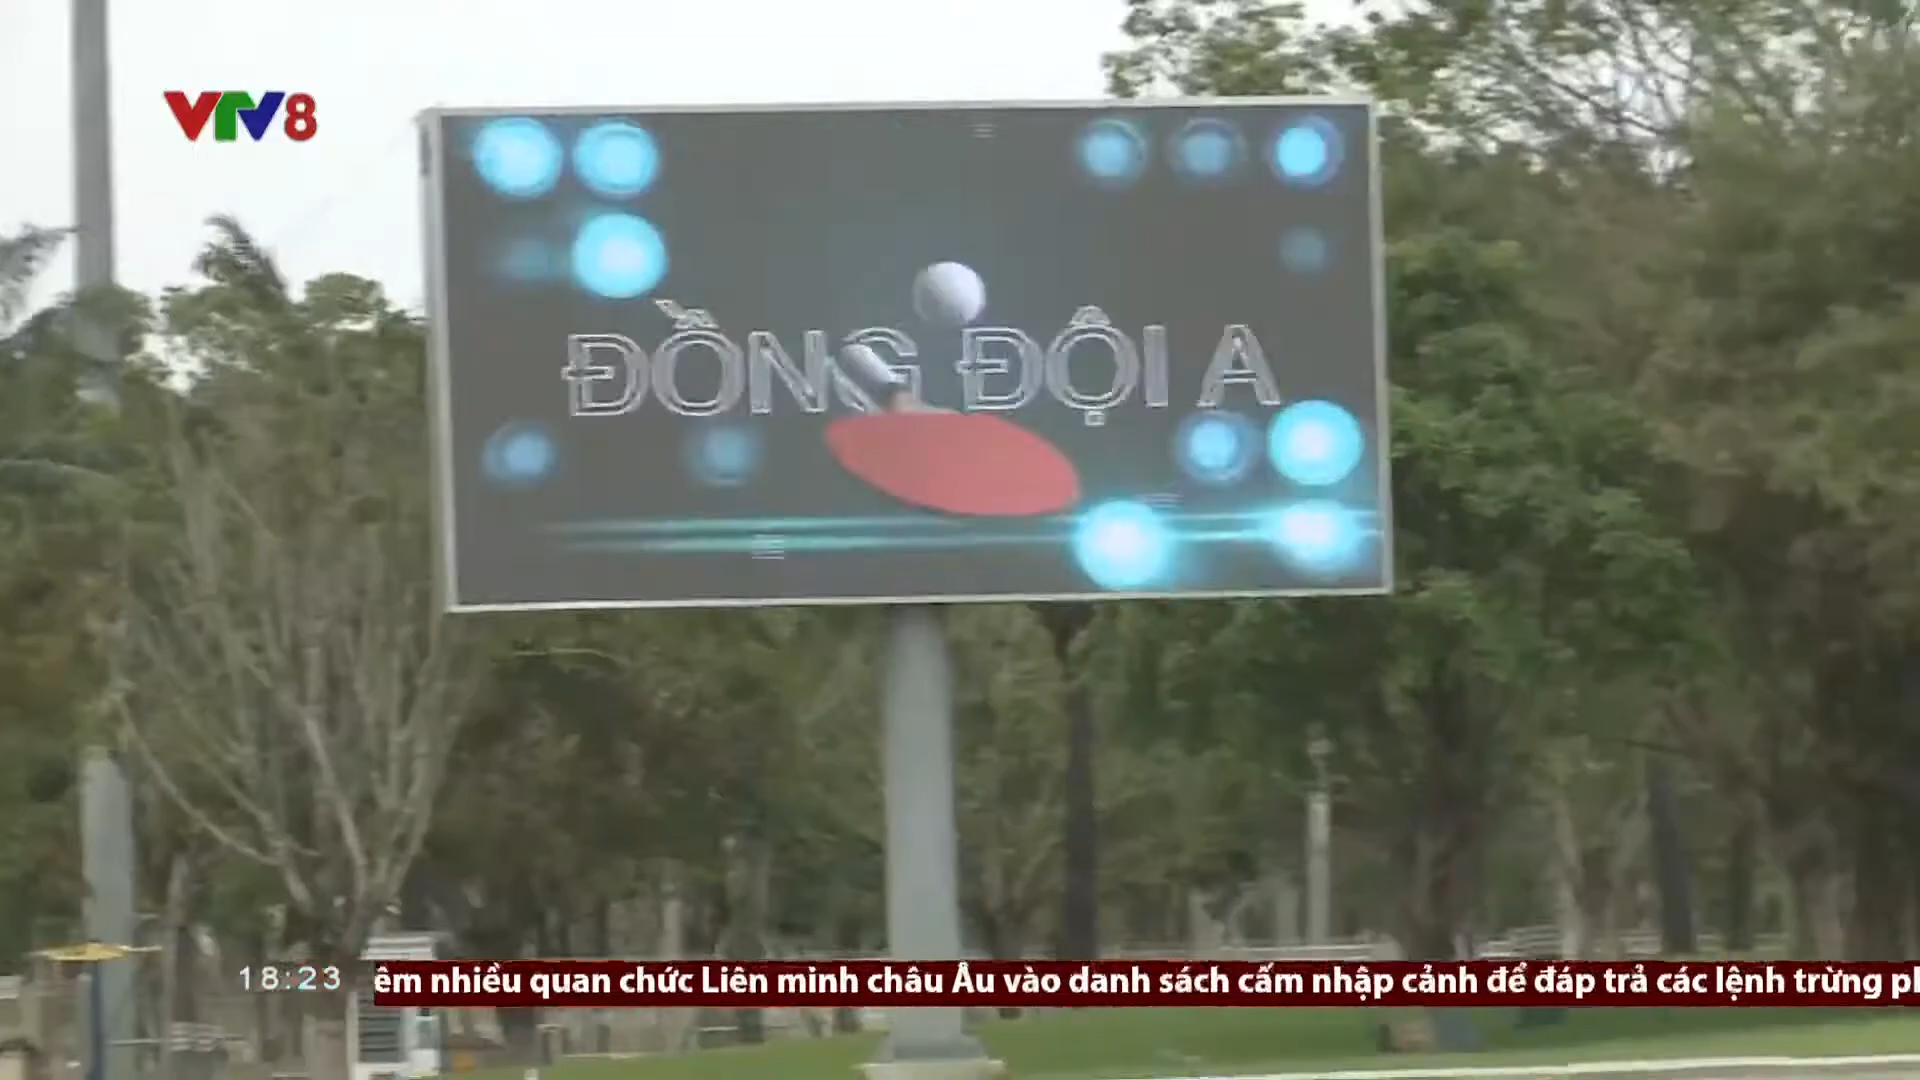 VTV8
ĐỒNG ĐỘI A
18:23
êm nhiều quan chức Liên minh châu Âu vào danh sách cấm nhập cảnh để đáp trả các lệnh trừng